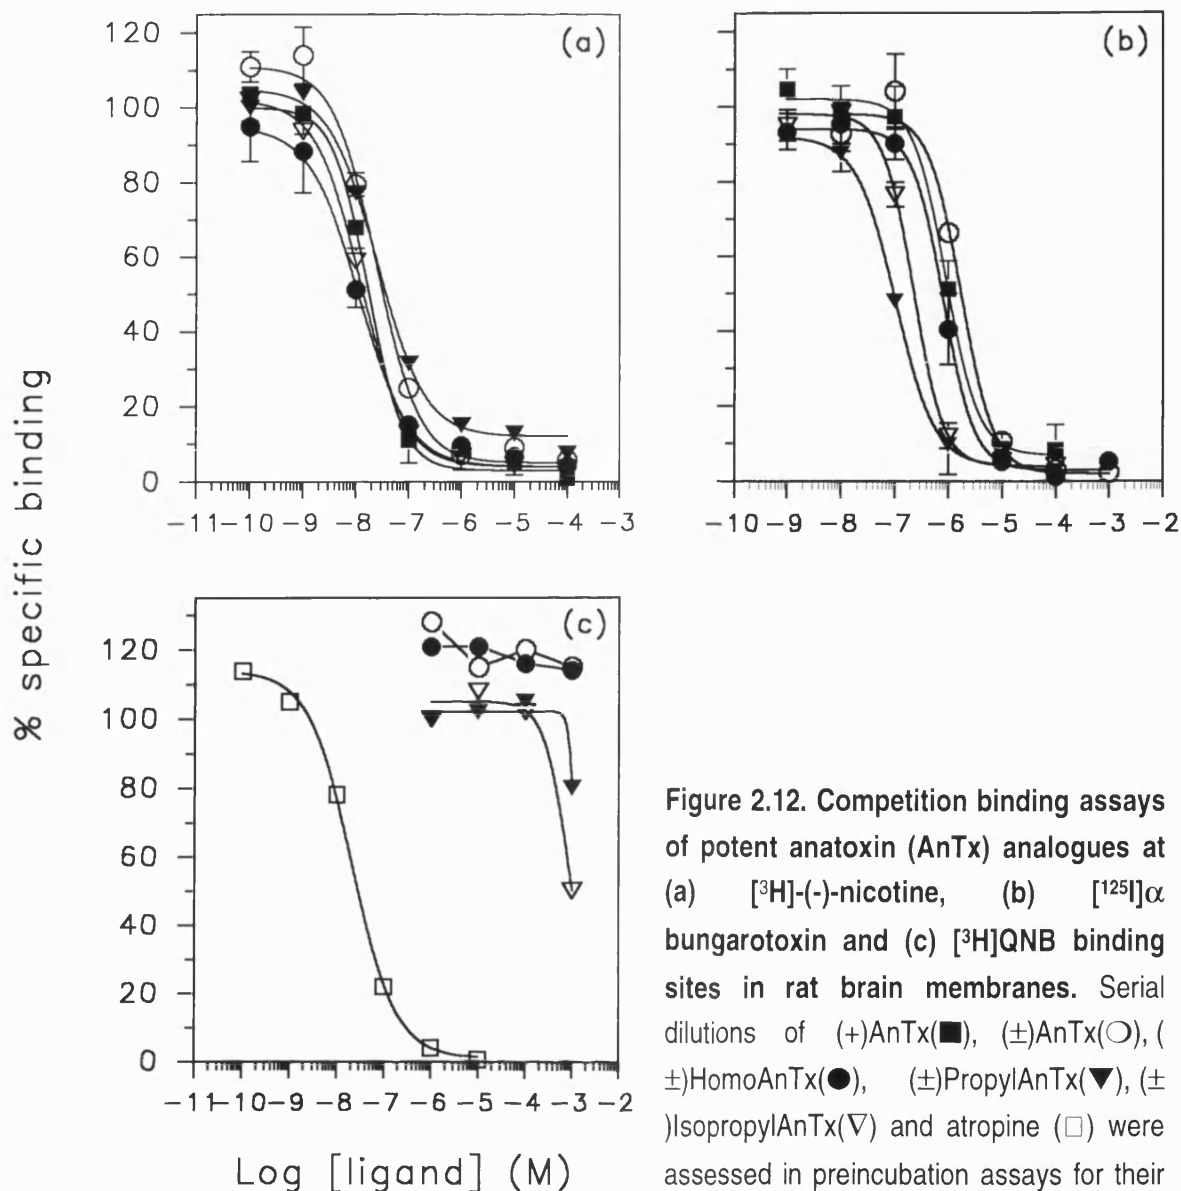 % specific binding
(a)
120
100
80
60
40
20
0
-11-10 -9 -8 -7 -6 -5 -4 -3
(b)
-10 -9 -8 -7 -6 -5 -4 -3 -2
(c)
120
100
80
60
40
20
0
-11-10 -9 -8 -7 -6 -5 -4 -3 -2
Log [ligand] (M)
Figure 2.12. Competition binding assays
of potent anatoxin (AnTx) analogues at
(a) [³H]-(-)-nicotine, (b) [¹²⁵I]α
bungarotoxin and (c) [³H]QNB binding
sites in rat brain membranes. Serial
dilutions of (+)AnTx(■), (±)AnTx(❍), (
±)HomoAnTx(●), (±)PropylAnTx(▼), (±
)IsopropylAnTx(∇) and atropine (□) were
assessed in preincubation assays for their